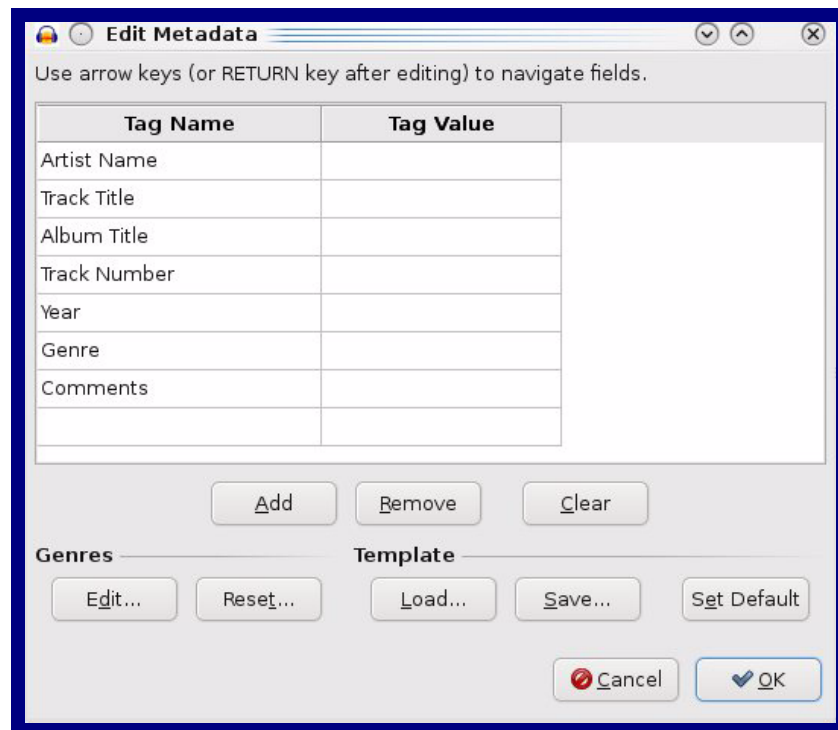 Edit Metadata
Use arrow keys (or RETURN key after editing) to navigate fields.
Tag Name Tag Value
Artist Name
Track Title
Album Title
Track Number
Year
Genre
Comments
Add Remove Clear
Genres Template
Edit... Reset... Load... Save... Set Default
Cancel OK